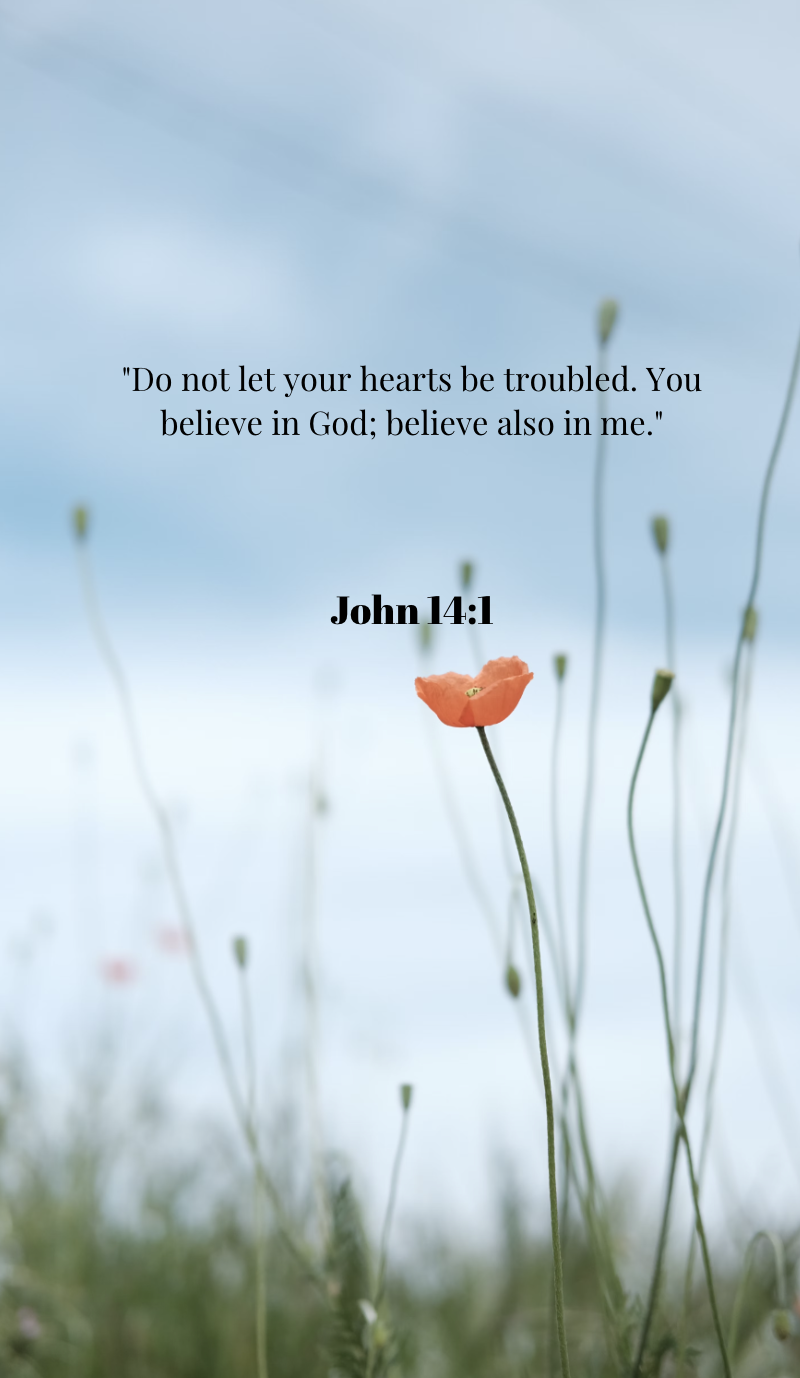 "Do not let your hearts be troubled. You
believe in God; believe also in me."
John 14:1